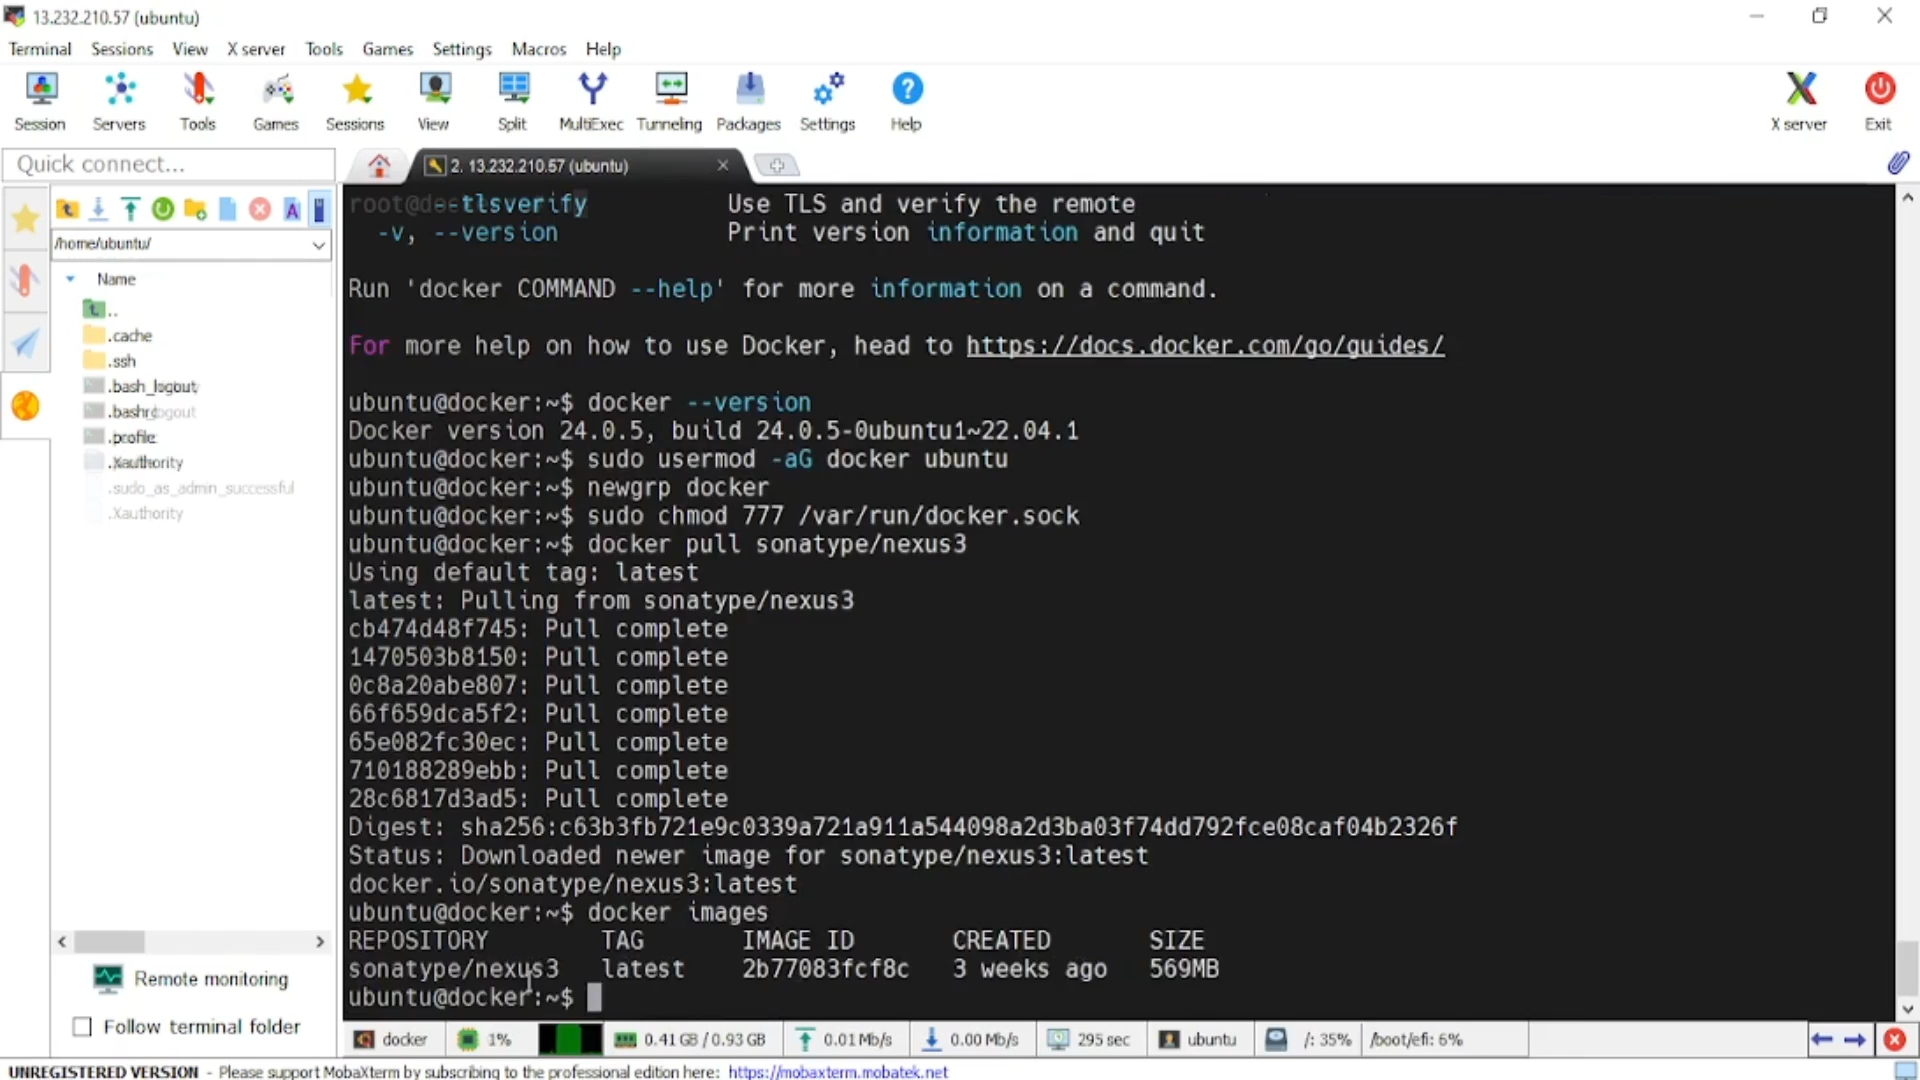 13.232.210.57 (ubuntu)
Terminal Sessions View X server Tools Games Settings Macros Help
Session Servers Tools Games Sessions View Split MultiExec Tunneling Packages Settings Help X server Exit
Quick connect...
2. 13.232.210.57 (ubuntu)
/home/ubuntu/
Name
..
.cache
.ssh
.bash_logout
.bashrc
.profile
.Xauthority
.sudo_as_admin_successful
.Xauthority
Remote monitoring
Follow terminal folder
--tlsverify Use TLS and verify the remote
-v, --version Print version information and quit
Run 'docker COMMAND --help' for more information on a command.
For more help on how to use Docker, head to https://docs.docker.com/go/guides/
ubuntu@docker:~$ docker --version
Docker version 24.0.5, build 24.0.5-0ubuntu1~22.04.1
ubuntu@docker:~$ sudo usermod -aG docker ubuntu
ubuntu@docker:~$ newgrp docker
ubuntu@docker:~$ sudo chmod 777 /var/run/docker.sock
ubuntu@docker:~$ docker pull sonatype/nexus3
Using default tag: latest
latest: Pulling from sonatype/nexus3
cb474d48f745: Pull complete
1470503b8150: Pull complete
0c8a20abe807: Pull complete
66f659dca5f2: Pull complete
65e082fc30ec: Pull complete
710188289ebb: Pull complete
28c6817d3ad5: Pull complete
Digest: sha256:c63b3fb721e9c0339a721a911a544098a2d3ba03f74dd792fce08caf04b2326f
Status: Downloaded newer image for sonatype/nexus3:latest
docker.io/sonatype/nexus3:latest
ubuntu@docker:~$ docker images
REPOSITORY TAG IMAGE ID CREATED SIZE
sonatype/nexus3 latest 2b77083fcf8c 3 weeks ago 569MB
ubuntu@docker:~$
docker 1% 0.41 GB / 0.93 GB 0.01 Mb/s 0.00 Mb/s 295 sec ubuntu /: 35% /boot/efi: 6%
UNREGISTERED VERSION - Please support MobaXterm by subscribing to the professional edition here: https://mobaxterm.mobatek.net